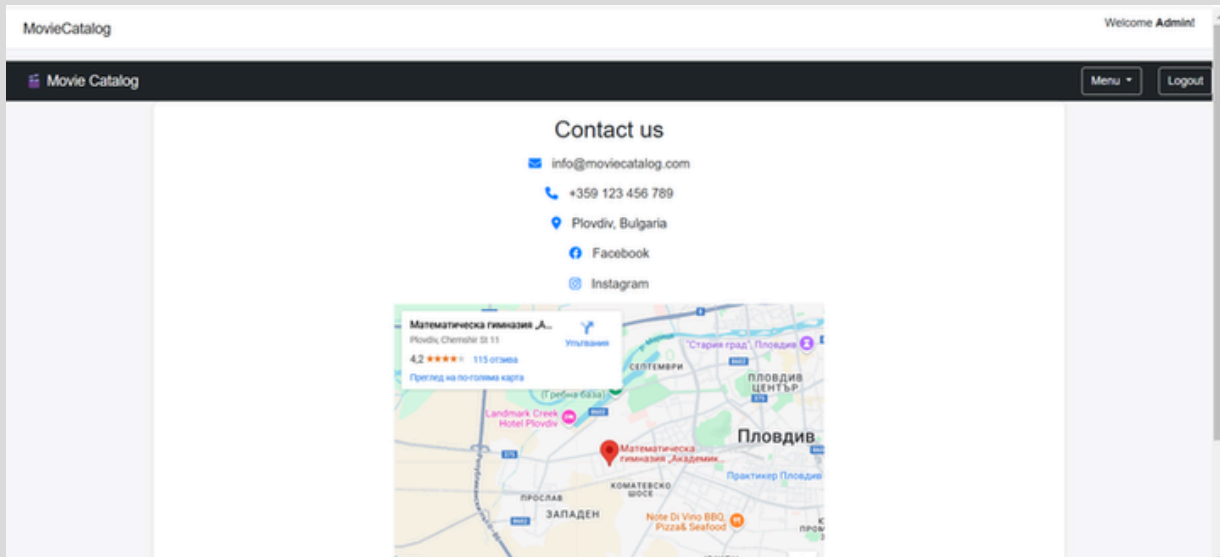 MovieCatalog
Welcome Admin!
Movie Catalog
Menu
Logout
Contact us
info@moviecatalog.com
+359 123 456 789
Plovdiv, Bulgaria
Facebook
Instagram
Математическа гимназия „А...
Plovdiv, Chemshir St 11
Упътвания
4,2
115 отзива
Преглед на по-голяма карта
р. Марица
"Стария град", Пловдив
СЕПТЕМВРИ
ПЛОВДИВ
ЦЕНТЪР
(Гребна база)
Landmark Creek
Hotel Plovdiv
Пловдив
Математическа
гимназия „Академик...
Практикер Пловдив
КОМАТЕВСКО
ШОСЕ
ПРОСЛАВ
ЗАПАДЕН
Note Di Vino BBQ,
Pizza& Seafood